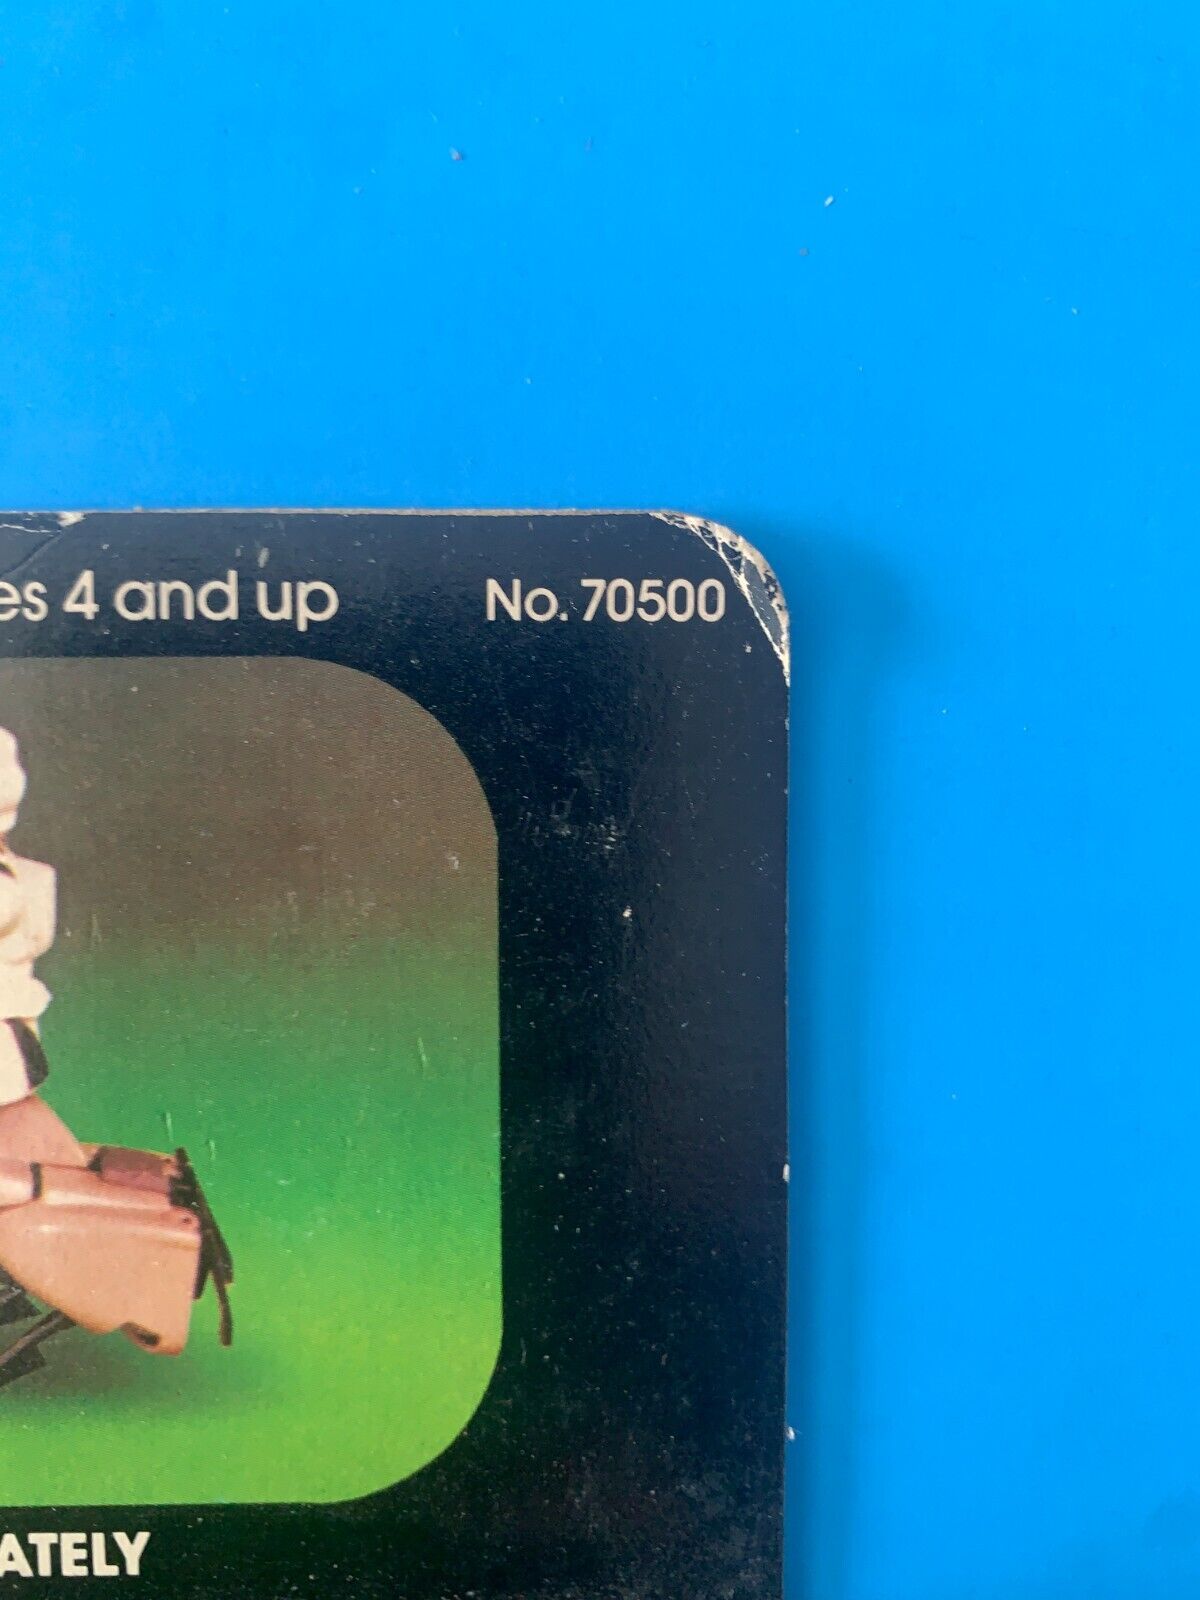 es 4 and up No. 70500
ATELY